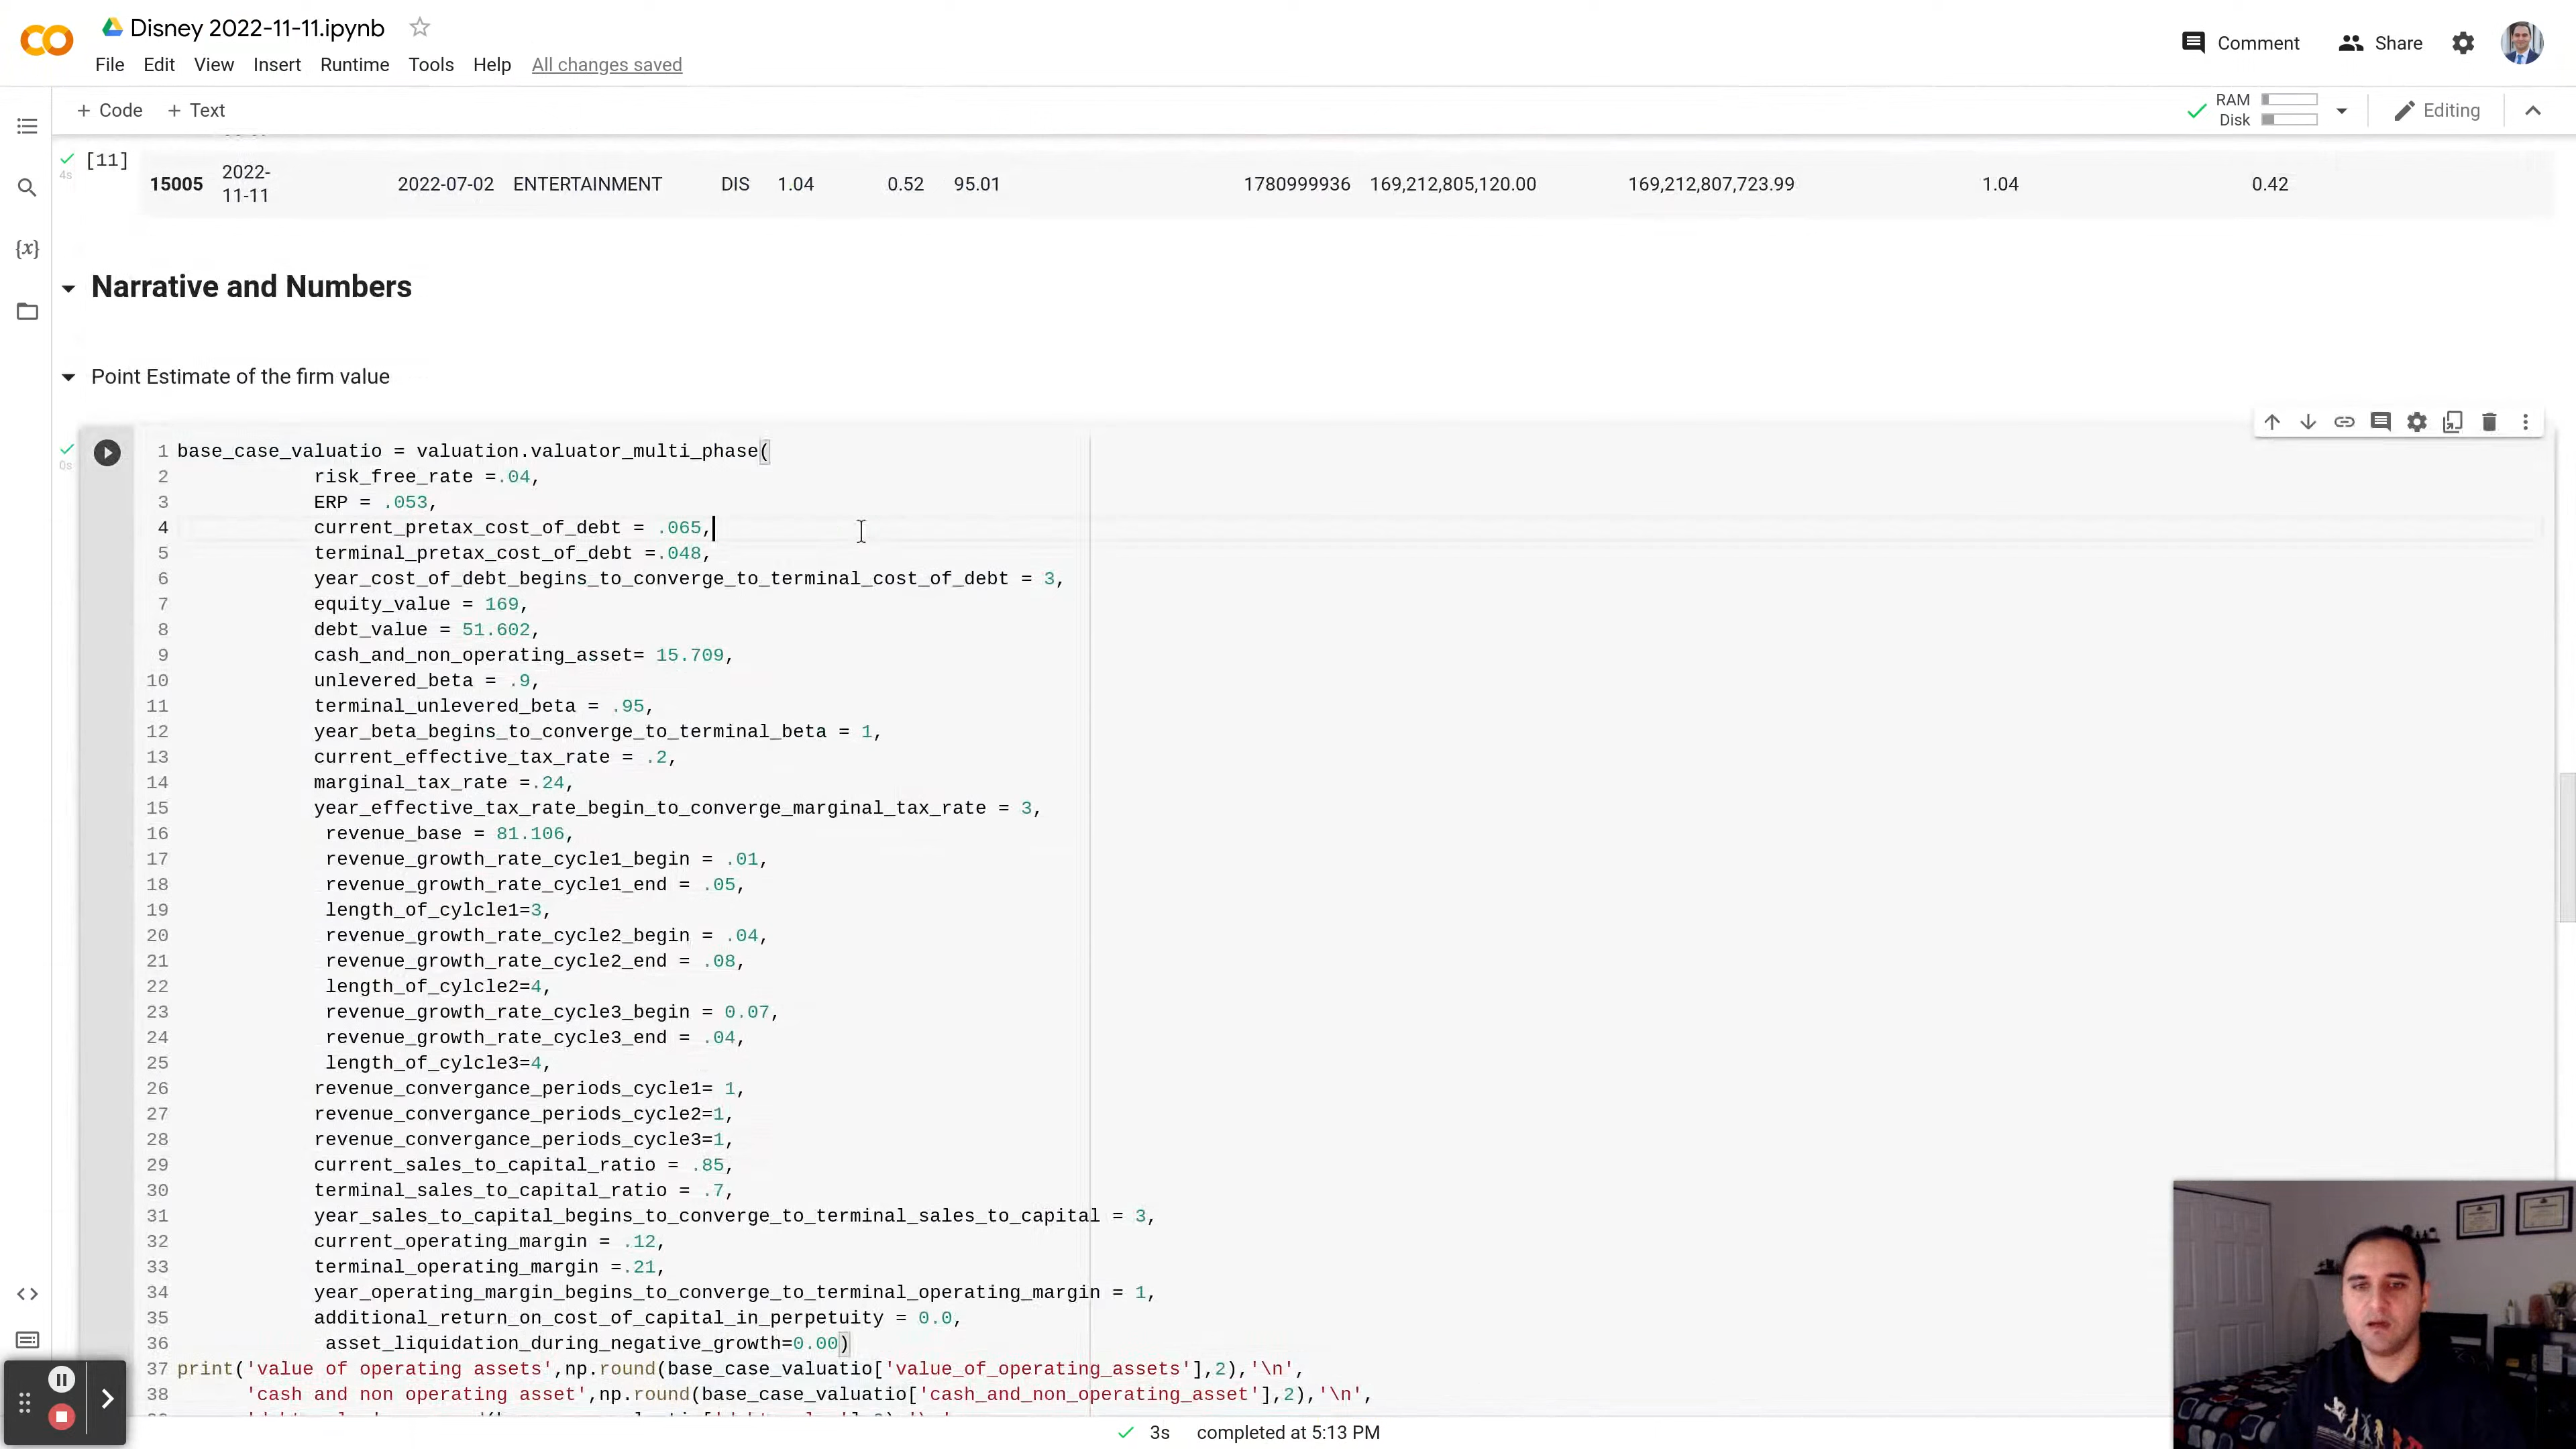 Disney 2022-11-11.ipynb
File Edit View Insert Runtime Tools Help All changes saved
Comment Share
+ Code + Text
RAM
Disk
Editing
[11]
4s
15005 2022-11-11 2022-07-02 ENTERTAINMENT DIS 1.04 0.52 95.01 1780999936 169,212,805,120.00 169,212,807,723.99 1.04 0.42
Narrative and Numbers
Point Estimate of the firm value
0s
1 base_case_valuatio = valuation.valuator_multi_phase(
2 risk_free_rate =.04,
3 ERP = .053,
4 current_pretax_cost_of_debt = .065,
5 terminal_pretax_cost_of_debt =.048,
6 year_cost_of_debt_begins_to_converge_to_terminal_cost_of_debt = 3,
7 equity_value = 169,
8 debt_value = 51.602,
9 cash_and_non_operating_asset= 15.709,
10 unlevered_beta = .9,
11 terminal_unlevered_beta = .95,
12 year_beta_begins_to_converge_to_terminal_beta = 1,
13 current_effective_tax_rate = .2,
14 marginal_tax_rate =.24,
15 year_effective_tax_rate_begin_to_converge_marginal_tax_rate = 3,
16 revenue_base = 81.106,
17 revenue_growth_rate_cycle1_begin = .01,
18 revenue_growth_rate_cycle1_end = .05,
19 length_of_cylcle1=3,
20 revenue_growth_rate_cycle2_begin = .04,
21 revenue_growth_rate_cycle2_end = .08,
22 length_of_cylcle2=4,
23 revenue_growth_rate_cycle3_begin = 0.07,
24 revenue_growth_rate_cycle3_end = .04,
25 length_of_cylcle3=4,
26 revenue_convergance_periods_cycle1= 1,
27 revenue_convergance_periods_cycle2=1,
28 revenue_convergance_periods_cycle3=1,
29 current_sales_to_capital_ratio = .85,
30 terminal_sales_to_capital_ratio = .7,
31 year_sales_to_capital_begins_to_converge_to_terminal_sales_to_capital = 3,
32 current_operating_margin = .12,
33 terminal_operating_margin =.21,
34 year_operating_margin_begins_to_converge_to_terminal_operating_margin = 1,
35 additional_return_on_cost_of_capital_in_perpetuity = 0.0,
36 asset_liquidation_during_negative_growth=0.00)
37 print('value of operating assets',np.round(base_case_valuatio['value_of_operating_assets'],2),'\n',
38 'cash and non operating asset',np.round(base_case_valuatio['cash_and_non_operating_asset'],2),'\n',
3s completed at 5:13 PM